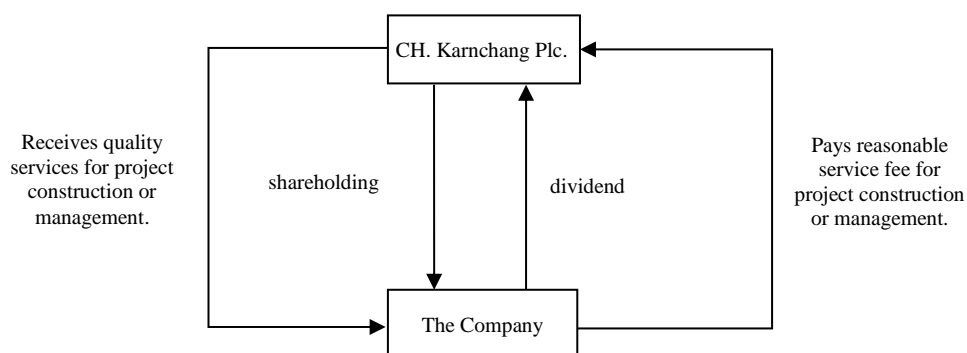 CH. Karnchang Plc.
Receives quality
services for project
construction or
management.
shareholding
dividend
Pays reasonable
service fee for
project construction
or management.
The Company